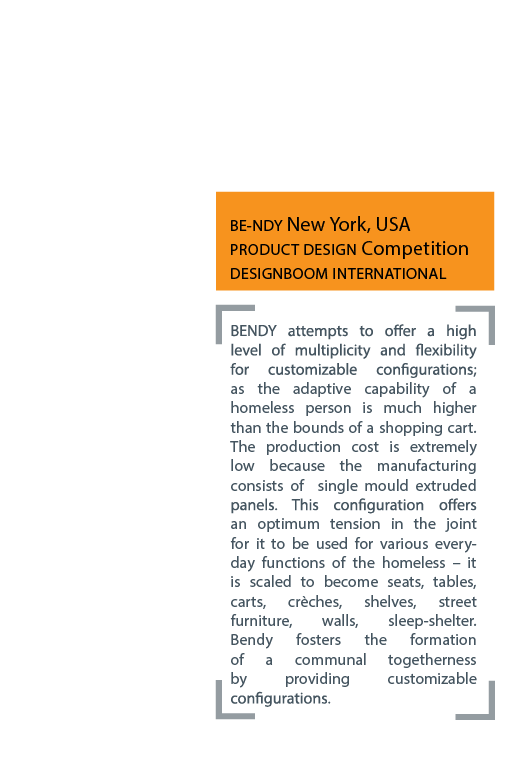 BE-NDY New York, USA
PRODUCT DESIGN Competition
DESIGNBOOM INTERNATIONAL
BENDY attempts to offer a high
level of multiplicity and flexibility
for customizable configurations;
as the adaptive capability of a
homeless person is much higher
than the bounds of a shopping cart.
The production cost is extremely
low because the manufacturing
consists of single mould extruded
panels. This configuration offers
an optimum tension in the joint
for it to be used for various every-
day functions of the homeless – it
is scaled to become seats, tables,
carts, crèches, shelves, street
furniture, walls, sleep-shelter.
Bendy fosters the formation
of a communal togetherness
by providing customizable
configurations.